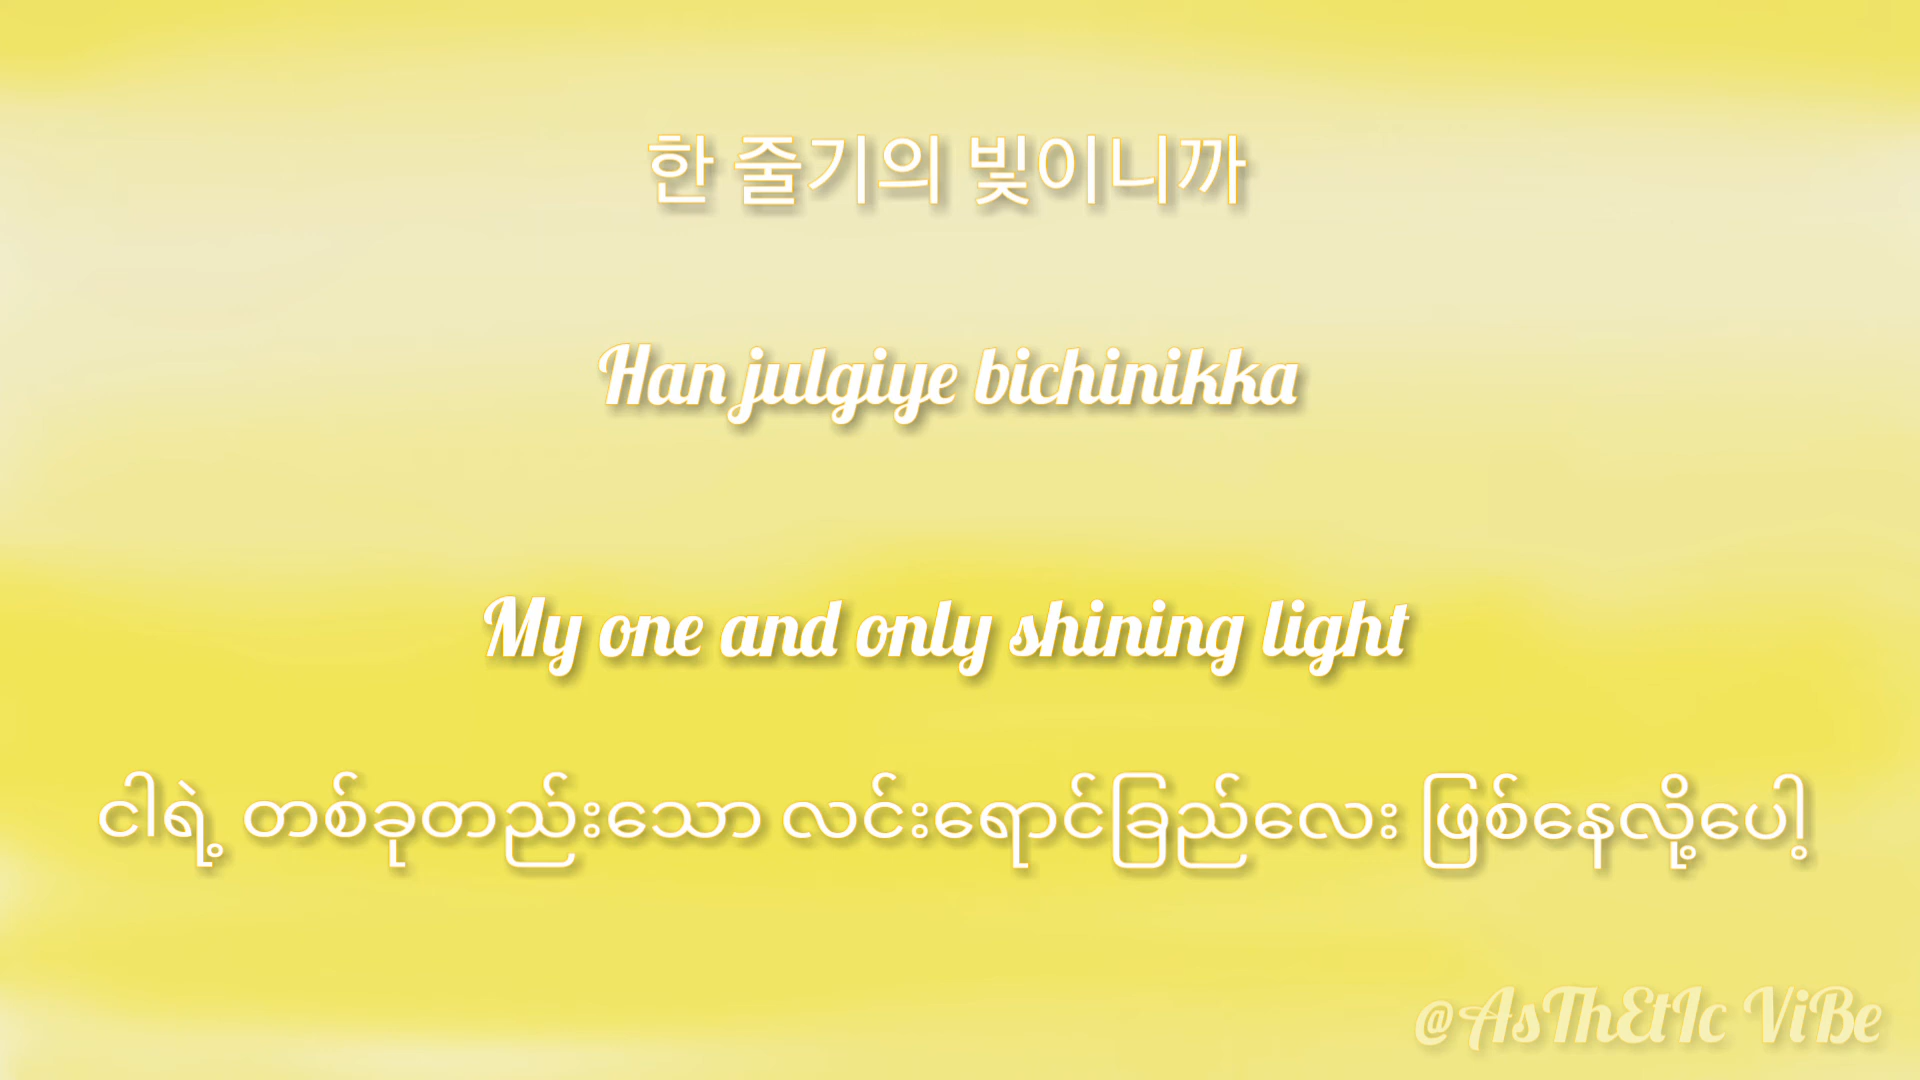 한 줄기의 빛이니까
Han julgiye bichinikka
My one and only shining light
ငါရဲ့ တစ်ခုတည်းသော လင်းရောင်ခြည်လေး ဖြစ်နေလို့ပေါ့
@AsThEtIc ViBe